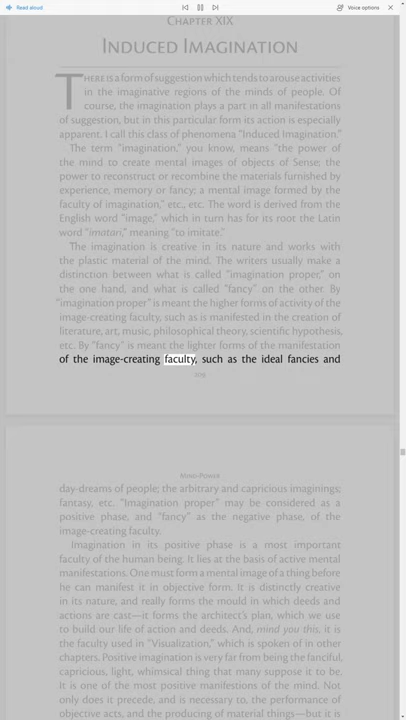 Read aloud
Voice options
CHAPTER XIX
INDUCED IMAGINATION
THERE IS a form of suggestion which tends to arouse activities
in the imaginative regions of the minds of people. Of
course, the imagination plays a part in all manifestations
of suggestion, but in this particular form its action is especially
apparent. I call this class of phenomena "Induced Imagination."
The term "imagination," you know, means "the power of
the mind to create mental images of objects of Sense; the
power to reconstruct or recombine the materials furnished by
experience, memory or fancy; a mental image formed by the
faculty of imagination," etc., etc. The word is derived from the
English word "image," which in turn has for its root the Latin
word "imatari," meaning "to imitate."
The imagination is creative in its nature and works with
the plastic material of the mind. The writers usually make a
distinction between what is called "imagination proper," on
the one hand, and what is called "fancy" on the other. By
"imagination proper" is meant the higher forms of activity of the
image-creating faculty, such as is manifested in the creation of
literature, art, music, philosophical theory, scientific hypothesis,
etc. By "fancy" is meant the lighter forms of the manifestation
of the image-creating faculty, such as the ideal fancies and
MIND-POWER
day-dreams of people; the arbitrary and capricious imaginings;
fantasy, etc. "Imagination proper" may be considered as a
positive phase, and "fancy" as the negative phase, of the
image-creating faculty.
Imagination in its positive phase is a most important
faculty of the human being. It lies at the basis of active mental
manifestations. One must form a mental image of a thing before
he can manifest it in objective form. It is distinctly creative
in its nature, and really forms the mould in which deeds and
actions are cast—it forms the architect's plan, which we use
to build our life of action and deeds. And, mind you this, it is
the faculty used in "Visualization," which is spoken of in other
chapters. Positive imagination is very far from being the fanciful,
capricious, light, whimsical thing that many suppose it to be.
It is one of the most positive manifestations of the mind. Not
only does it precede, and is necessary to, the performance of
objective acts, and the producing of material things—but it is